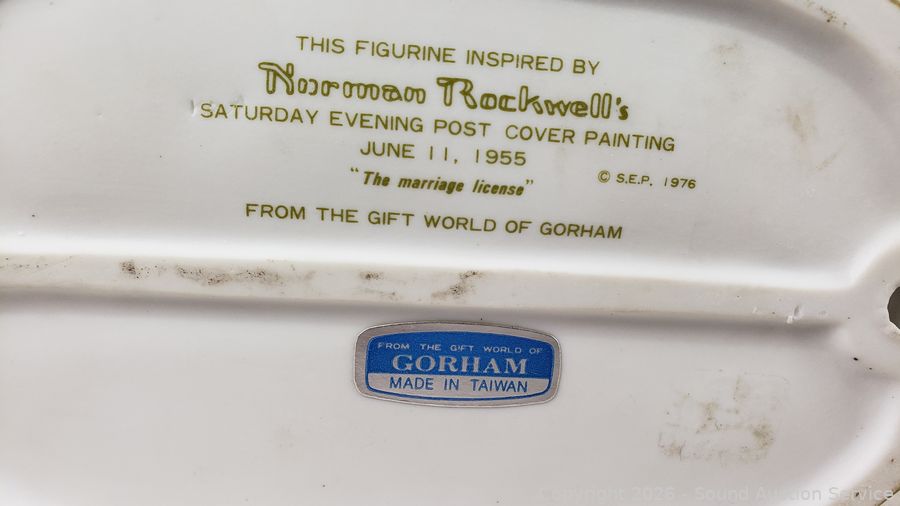 THIS FIGURINE INSPIRED BY
Norman Rockwell's
SATURDAY EVENING POST COVER PAINTING
JUNE 11, 1955
"The marriage license"
© S.E.P. 1976
FROM THE GIFT WORLD OF GORHAM
FROM THE GIFT WORLD OF
GORHAM
MADE IN TAIWAN
Copyright 2026 - Sound Auction Service